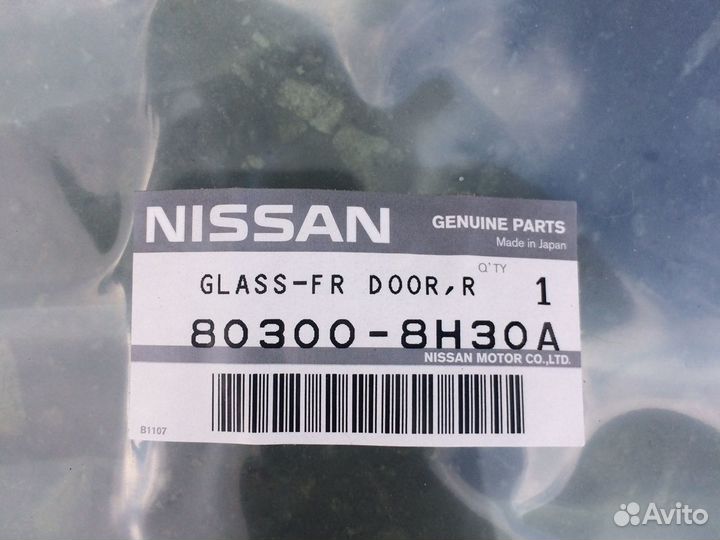 NISSAN
GENUINE PARTS
Made in Japan
GLASS-FR DOOR,R
Q'TY
1
80300-8H30A
NISSAN MOTOR CO.,LTD.
B1107
Avito